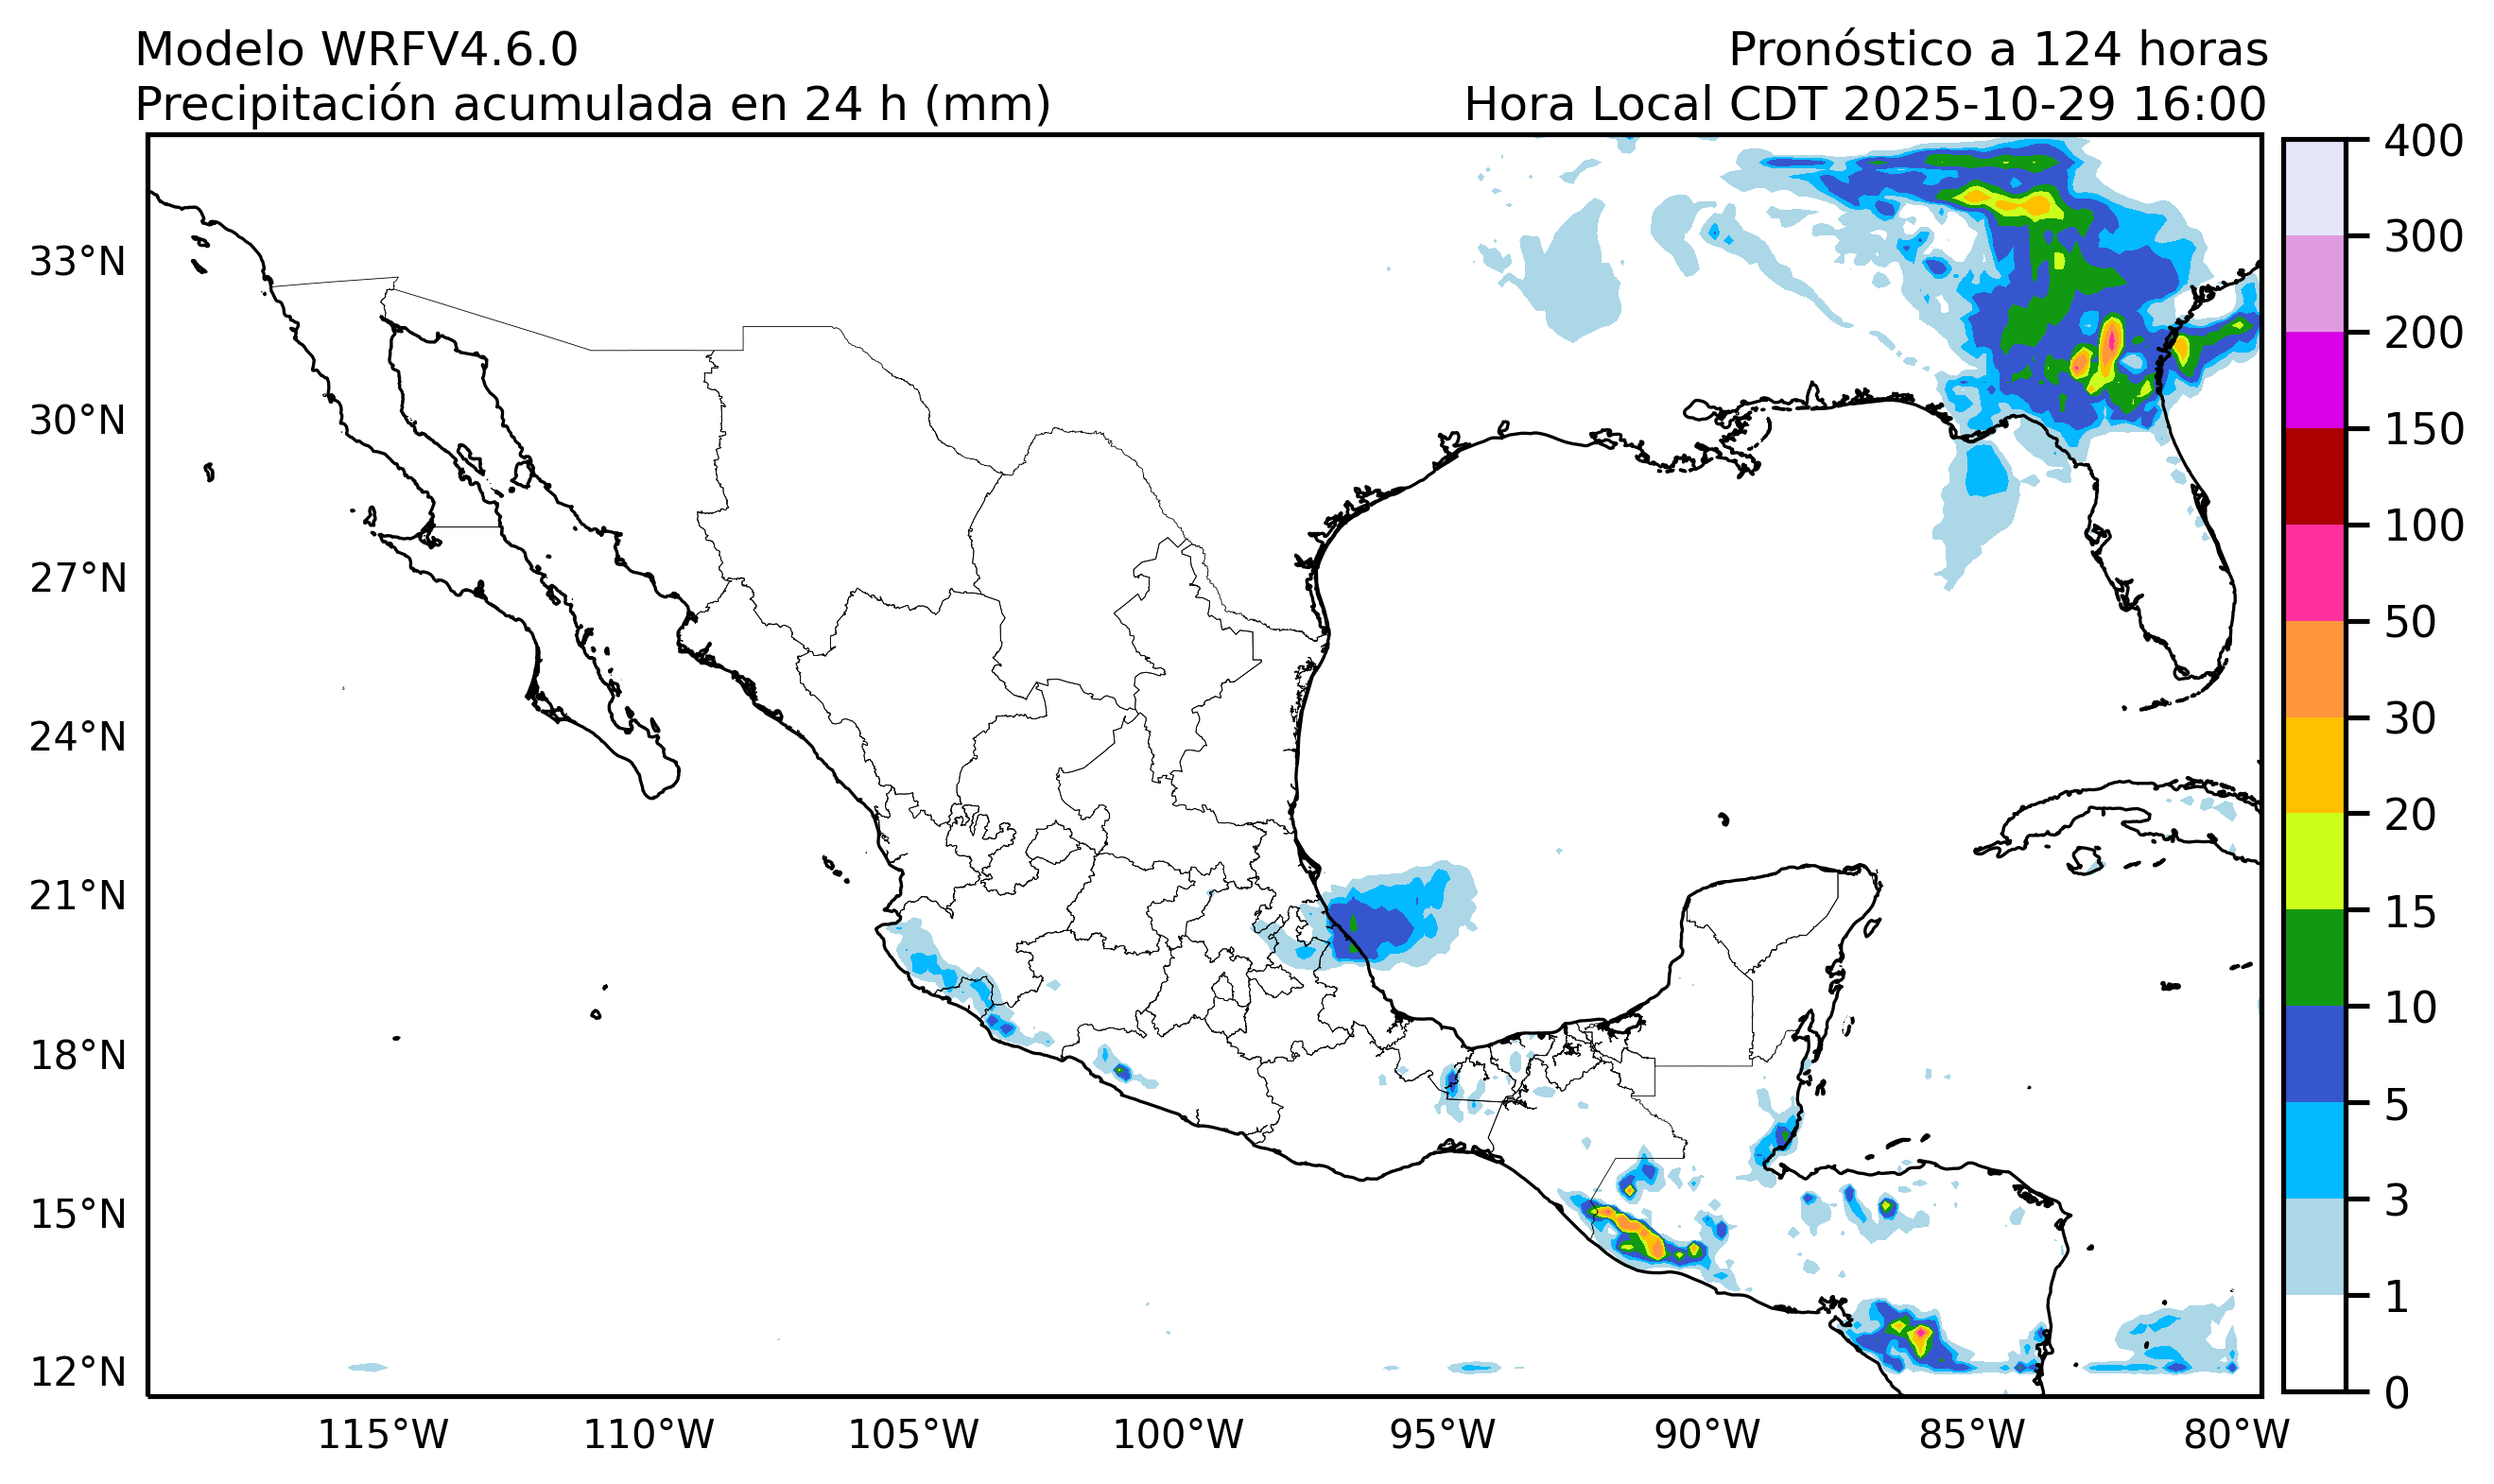 Modelo WRFV4.6.0
Pronóstico a 124 horas
Precipitación acumulada en 24 h (mm)
Hora Local CDT 2025-10-29 16:00
400
300
200
150
100
50
30
20
15
10
5
3
1
0
33°N
30°N
27°N
24°N
21°N
18°N
15°N
12°N
115°W
110°W
105°W
100°W
95°W
90°W
85°W
80°W